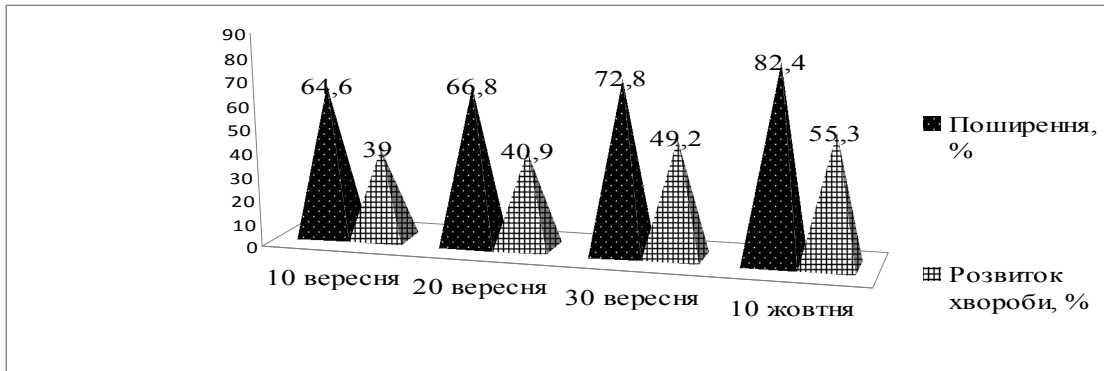 90
80
70
60
50
40
30
20
10
0
64,6
39
66,8
40,9
72,8
49,2
82,4
55,3
10 вересня
20 вересня
30 вересня
10 жовтня
Поширення,
%
Розвиток
хвороби, %